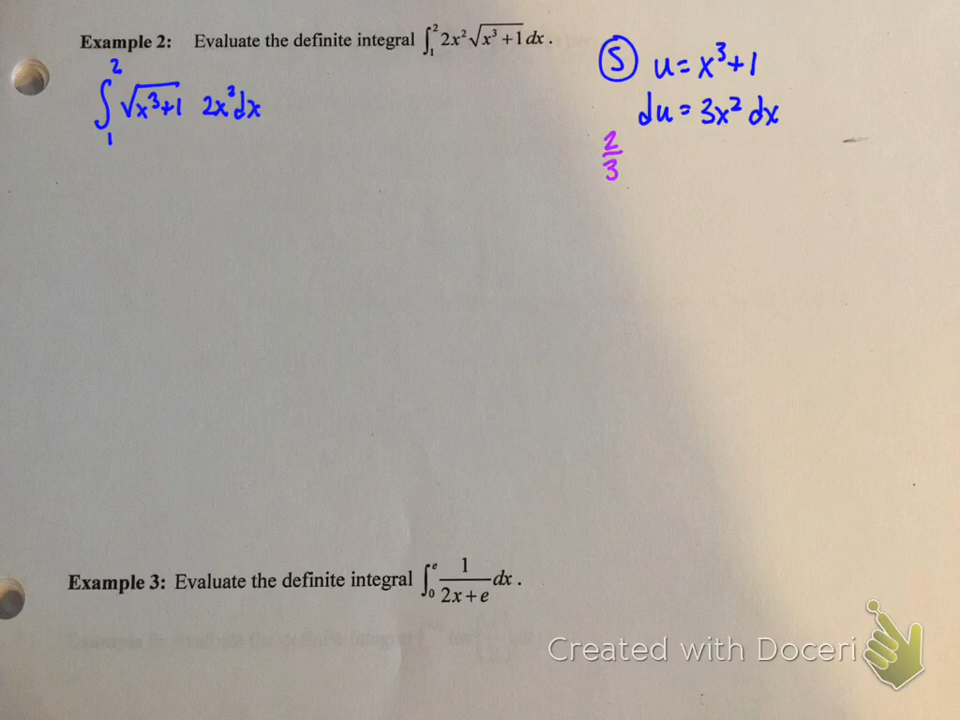 Example 2: Evaluate the definite integral ∫₁² 2x²√(x³+1) dx.
∫₁² √(x³+1) 2x²dx
Ⓢ u = x³+1
du = 3x² dx
2/3
Example 3: Evaluate the definite integral ∫₀ᵉ 1/(2x+e) dx.
Created with Doceri